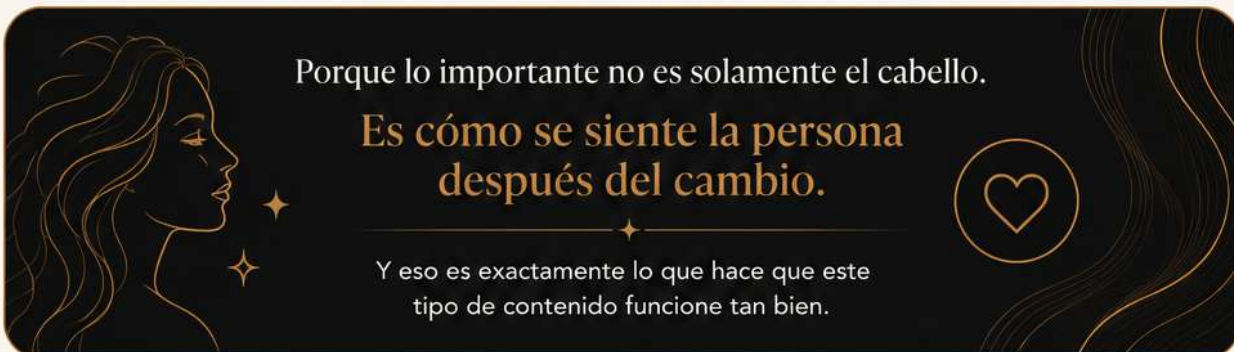 Porque lo importante no es solamente el cabello.
Es cómo se siente la persona
después del cambio.
Y eso es exactamente lo que hace que este
tipo de contenido funcione tan bien.